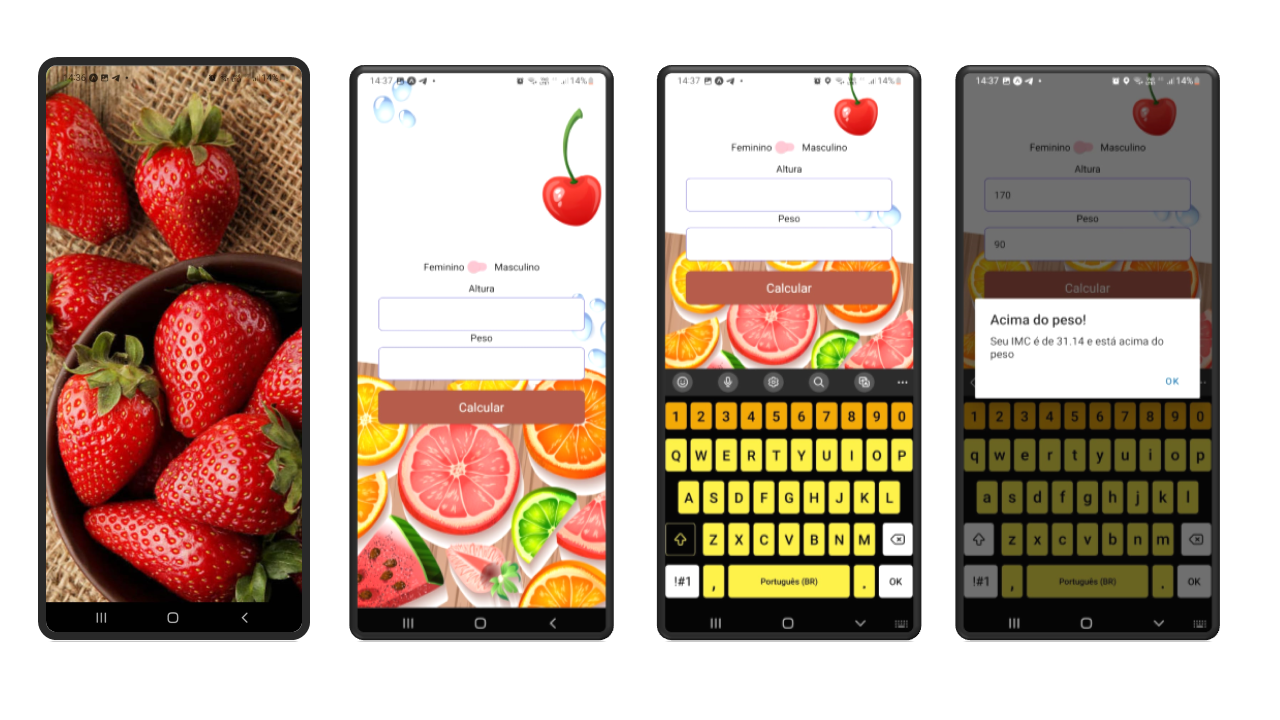 14:36
14%
14:37
14%
Feminino
Masculino
Altura
Peso
Calcular
14:37
14%
Feminino
Masculino
Altura
Peso
Calcular
1 2 3 4 5 6 7 8 9 0
Q W E R T Y U I O P
A S D F G H J K L
Z X C V B N M
!#1 , Português (BR) . OK
14:37
14%
Feminino
Masculino
Altura
170
Peso
90
Calcular
Acima do peso!
Seu IMC é de 31.14 e está acima do
peso
OK
1 2 3 4 5 6 7 8 9 0
q w e r t y u i o p
a s d f g h j k l
z x c v b n m
!#1 , Português (BR) . OK